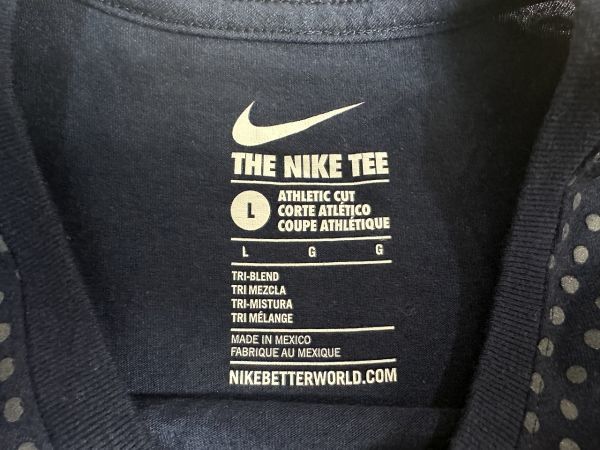 THE NIKE TEE
L
ATHLETIC CUT
CORTE ATLÉTICO
COUPE ATHLÉTIQUE
L G G
TRI-BLEND
TRI MEZCLA
TRI-MISTURA
TRI MÉLANGE
MADE IN MEXICO
FABRIQUE AU MEXIQUE
NIKEBETTERWORLD.COM